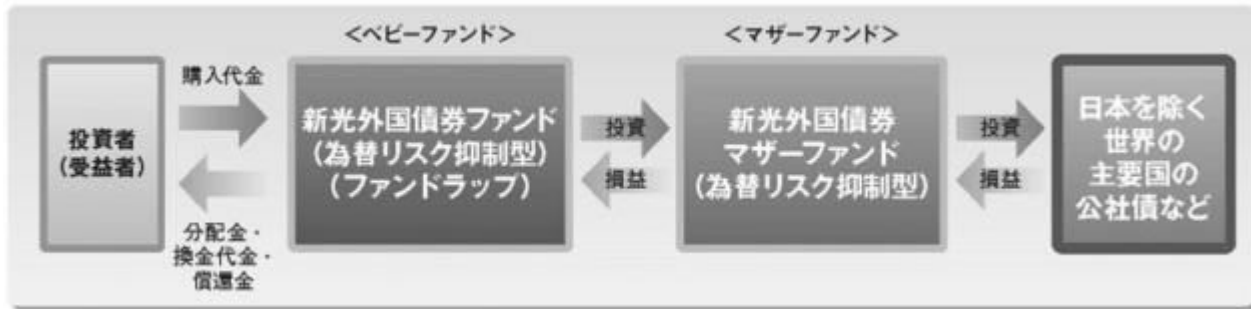 <ベビーファンド>
<マザーファンド>
投資者
(受益者)
購入代金
分配金・
換金代金・
償還金
新光外国債券ファンド
(為替リスク抑制型)
(ファンドラップ)
投資
損益
新光外国債券
マザーファンド
(為替リスク抑制型)
投資
損益
日本を除く
世界の
主要国の
公社債など